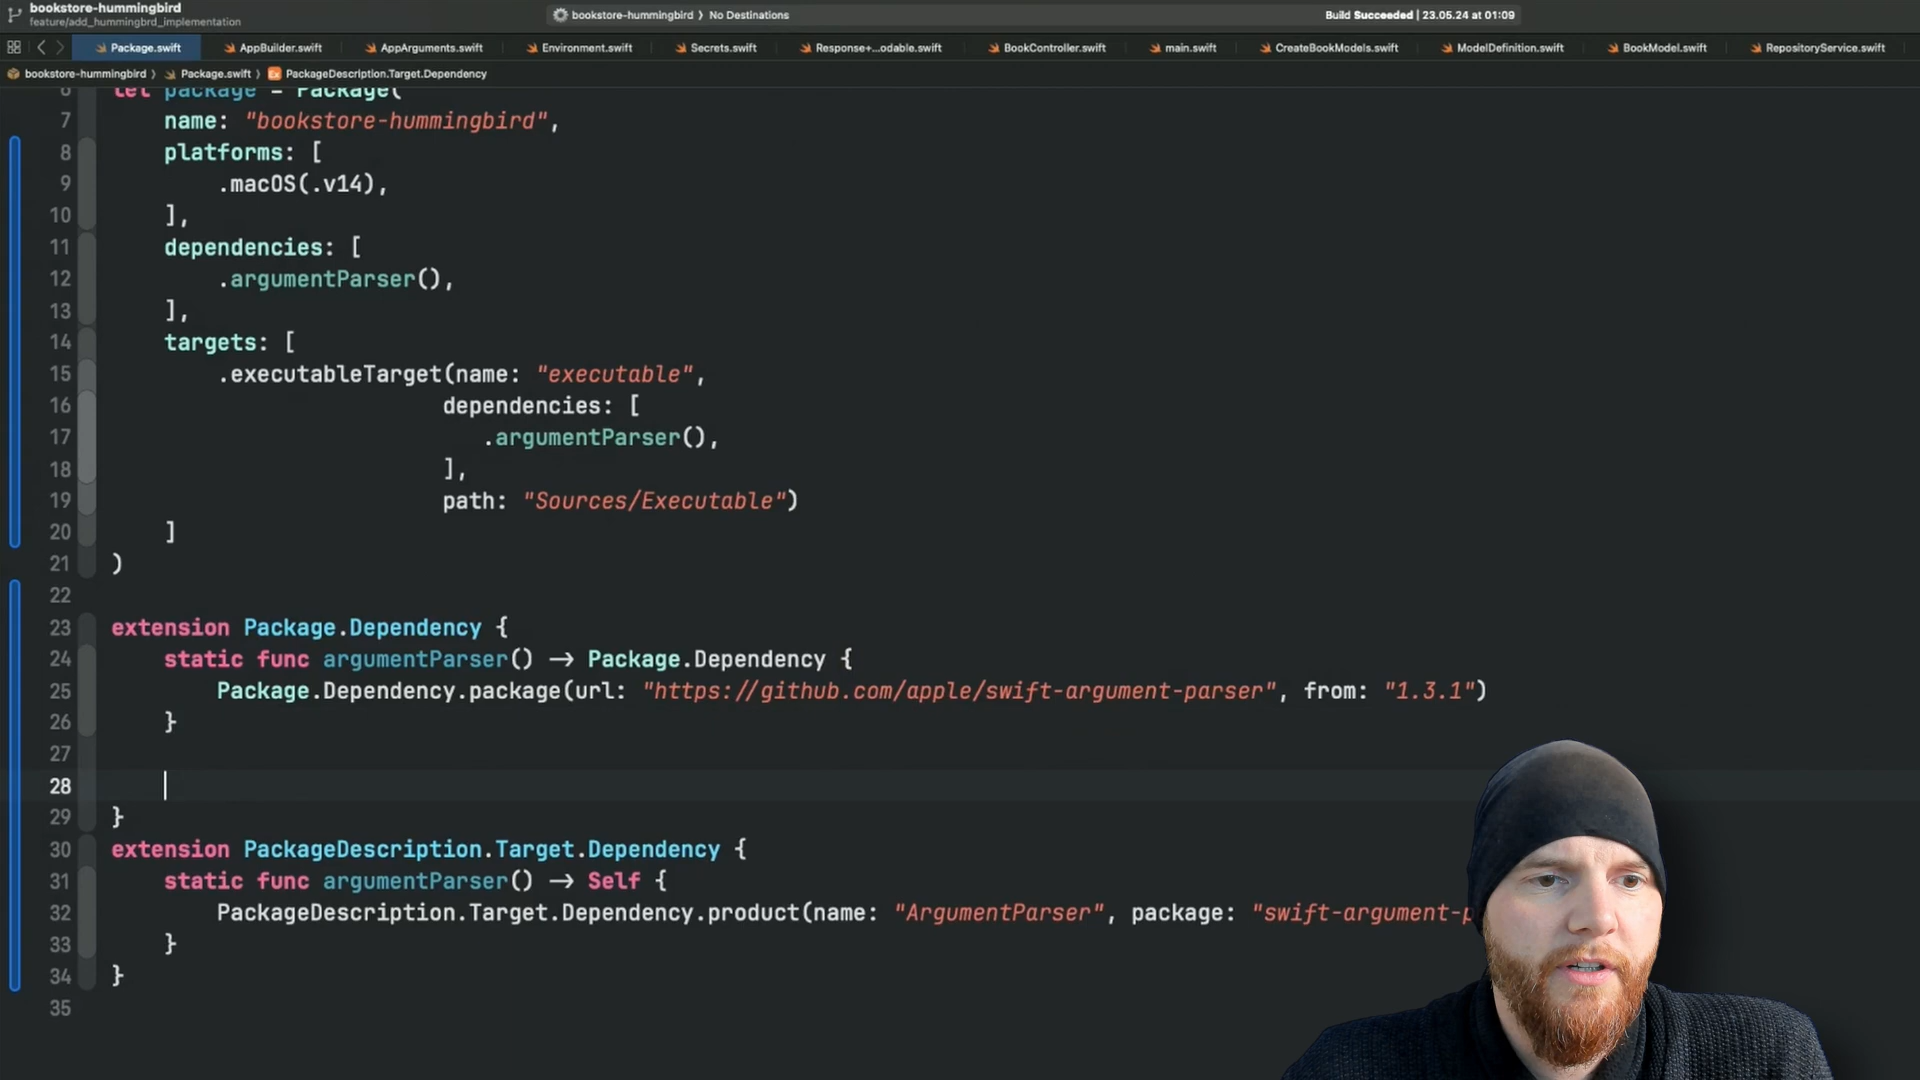 bookstore-hummingbird
feature/add_hummingbrd_implementation
bookstore-hummingbird 〉 No Destinations
Build Succeeded | 23.05.24 at 01:09
Package.swift AppBuilder.swift AppArguments.swift Environment.swift Secrets.swift Response+...odable.swift BookController.swift main.swift CreateBookModels.swift ModelDefinition.swift BookModel.swift RepositoryService.swift
bookstore-hummingbird 〉 Package.swift 〉 Ex PackageDescription.Target.Dependency
6 let package = Package(
7 name: "bookstore-hummingbird",
8 platforms: [
9 .macOS(.v14),
10 ],
11 dependencies: [
12 .argumentParser(),
13 ],
14 targets: [
15 .executableTarget(name: "executable",
16 dependencies: [
17 .argumentParser(),
18 ],
19 path: "Sources/Executable")
20 ]
21 )
22
23 extension Package.Dependency {
24 static func argumentParser() -> Package.Dependency {
25 Package.Dependency.package(url: "https://github.com/apple/swift-argument-parser", from: "1.3.1")
26 }
27
28
29 }
30 extension PackageDescription.Target.Dependency {
31 static func argumentParser() -> Self {
32 PackageDescription.Target.Dependency.product(name: "ArgumentParser", package: "swift-argument-p
33 }
34 }
35